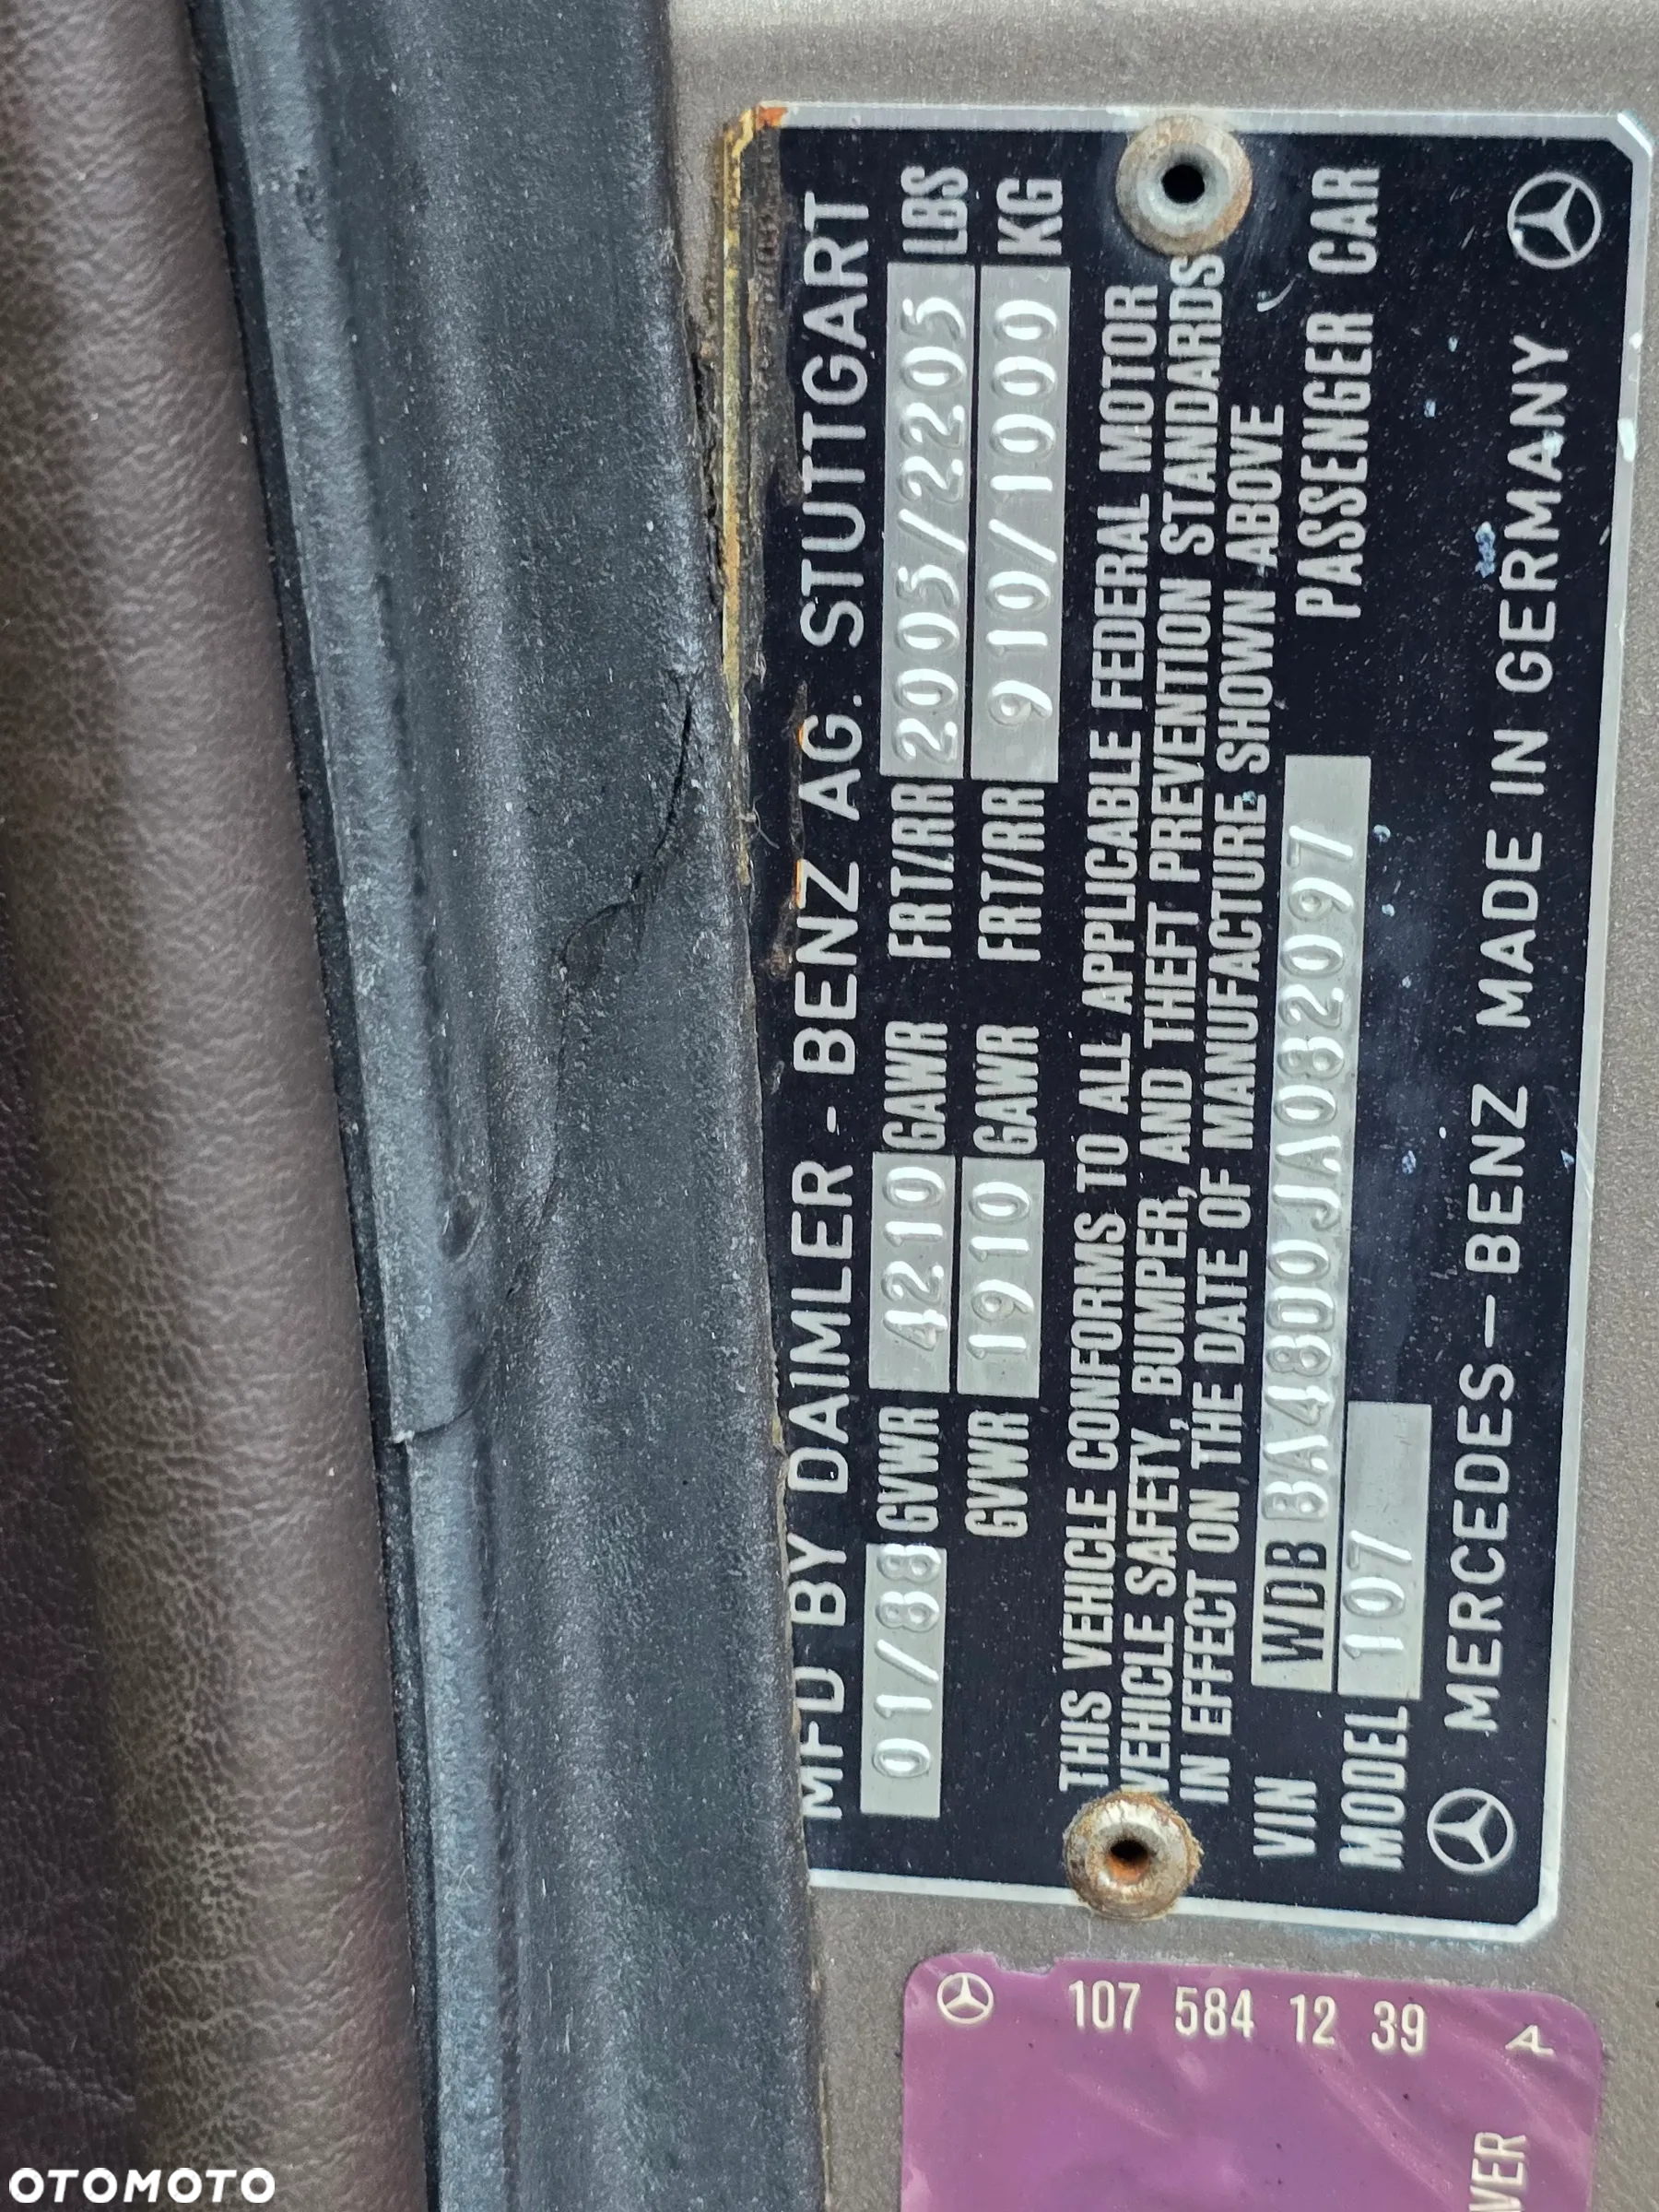 MFD BY DAIMLER - BENZ AG. STUTTGART
01/88 GVWR 4210 GAWR FRT/RR 2005/2205 LBS
GVWR 1910 GAWR FRT/RR 910/1000 KG
THIS VEHICLE CONFORMS TO ALL APPLICABLE FEDERAL MOTOR
VEHICLE SAFETY, BUMPER, AND THEFT PREVENTION STANDARDS
IN EFFECT ON THE DATE OF MANUFACTURE SHOWN ABOVE
VIN WDB BA48D0JA082097
MODEL 107 PASSENGER CAR
MERCEDES-BENZ MADE IN GERMANY
107 584 12 39 A
VER
OTOMOTO